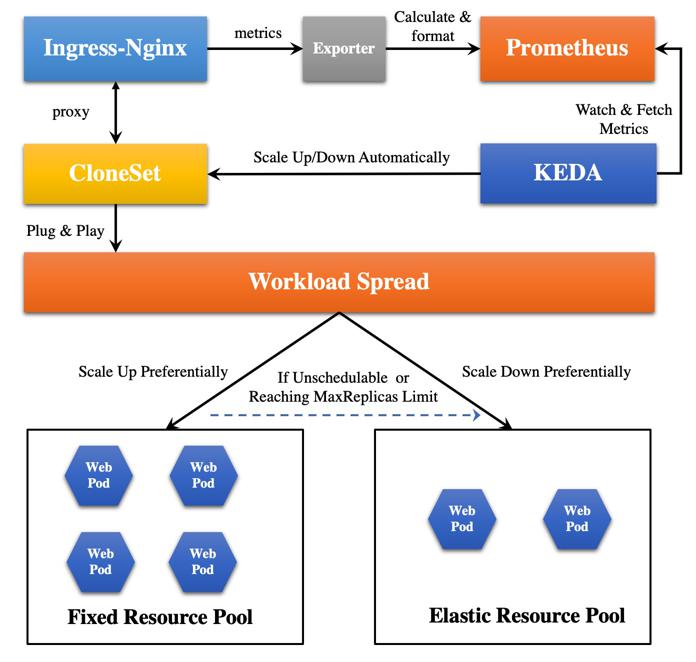 Ingress-Nginx
metrics
Exporter
Calculate &
format
Prometheus
proxy
Watch & Fetch
Metrics
CloneSet
Scale Up/Down Automatically
KEDA
Plug & Play
Workload Spread
Scale Up Preferentially
If Unschedulable or
Reaching MaxReplicas Limit
Scale Down Preferentially
Web
Pod
Web
Pod
Web
Pod
Web
Pod
Fixed Resource Pool
Web
Pod
Web
Pod
Elastic Resource Pool